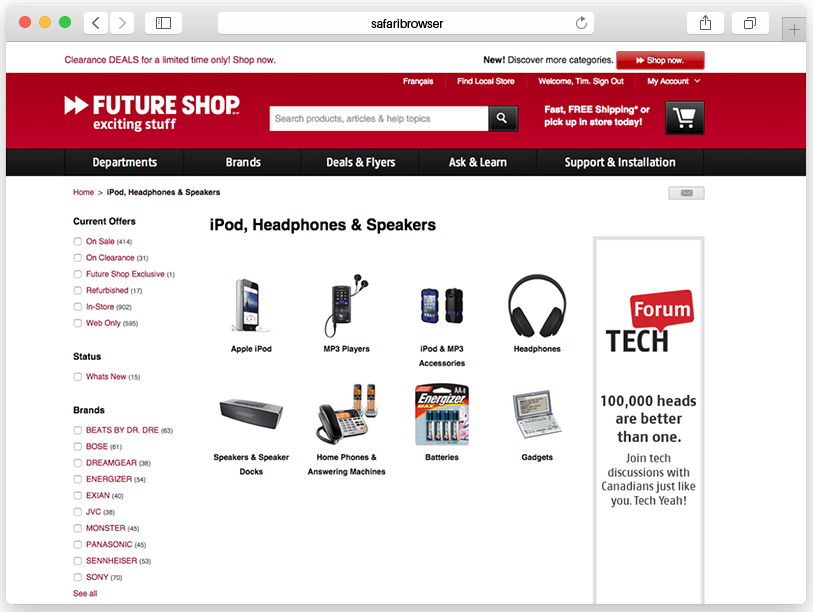 safaribrowser
Clearance DEALS for a limited time only! Shop now.
New! Discover more categories.
Shop now.
Français
Find Local Store
Welcome, Tim. Sign Out
My Account
FUTURE SHOP
exciting stuff
Search products, articles & help topics
Fast, FREE Shipping* or
pick up in store today!
Departments
Brands
Deals & Flyers
Ask & Learn
Support & Installation
Home > iPod, Headphones & Speakers
Current Offers
On Sale (414)
On Clearance (31)
Future Shop Exclusive (1)
Refurbished (17)
In-Store (902)
Web Only (595)
Status
Whats New (15)
Brands
BEATS BY DR. DRE (63)
BOSE (61)
DREAMGEAR (38)
ENERGIZER (54)
EXIAN (40)
JVC (38)
MONSTER (45)
PANASONIC (45)
SENNHEISER (53)
SONY (70)
See all
iPod, Headphones & Speakers
Apple iPod
MP3 Players
iPod & MP3
Accessories
Headphones
AA-8
Energizer
MAX
Speakers & Speaker
Docks
Home Phones &
Answering Machines
Batteries
Gadgets
Forum
TECH
100,000 heads
are better
than one.
Join tech
discussions with
Canadians just like
you. Tech Yeah!